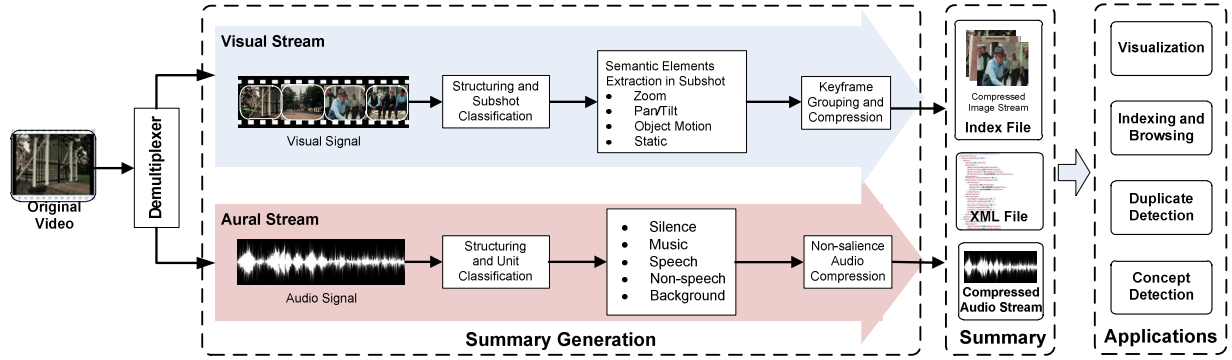 Original
Video
Demultiplexer
Visual Stream
Visual Signal
Structuring and
Subshot
Classification
Semantic Elements
Extraction in Subshot
• Zoom
• Pan/Tilt
• Object Motion
• Static
Keyframe
Grouping and
Compression
Aural Stream
Audio Signal
Structuring
and Unit
Classification
• Silence
• Music
• Speech
• Non-speech
• Background
Non-salience
Audio
Compression
Summary Generation
Compressed
Image Stream
Index File
XML File
Compressed
Audio Stream
Summary
Visualization
Indexing and
Browsing
Duplicate
Detection
Concept
Detection
Applications